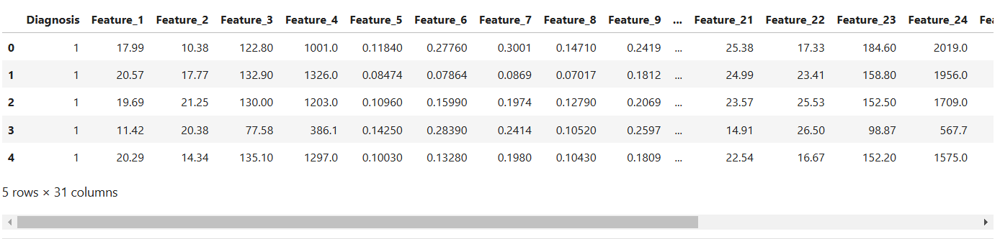 Diagnosis Feature_1 Feature_2 Feature_3 Feature_4 Feature_5 Feature_6 Feature_7 Feature_8 Feature_9 ... Feature_21 Feature_22 Feature_23 Feature_24 Fea
0 1 17.99 10.38 122.80 1001.0 0.11840 0.27760 0.3001 0.14710 0.2419 ... 25.38 17.33 184.60 2019.0
1 1 20.57 17.77 132.90 1326.0 0.08474 0.07864 0.0869 0.07017 0.1812 ... 24.99 23.41 158.80 1956.0
2 1 19.69 21.25 130.00 1203.0 0.10960 0.15990 0.1974 0.12790 0.2069 ... 23.57 25.53 152.50 1709.0
3 1 11.42 20.38 77.58 386.1 0.14250 0.28390 0.2414 0.10520 0.2597 ... 14.91 26.50 98.87 567.7
4 1 20.29 14.34 135.10 1297.0 0.10030 0.13280 0.1980 0.10430 0.1809 ... 22.54 16.67 152.20 1575.0
5 rows × 31 columns